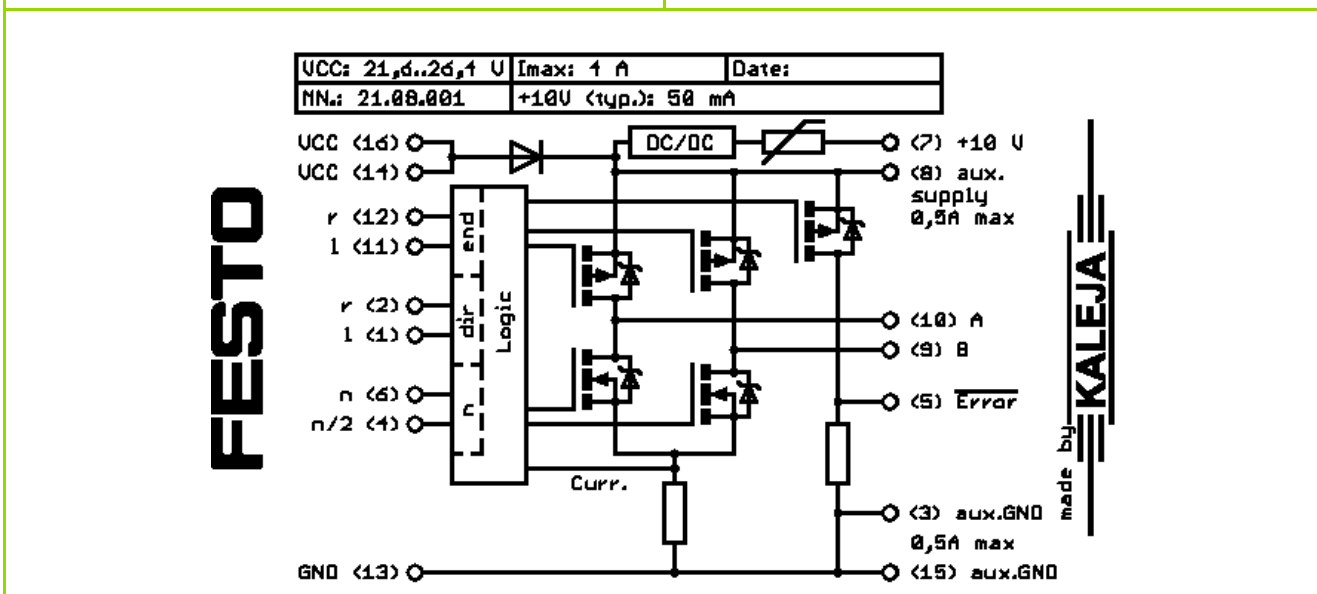 VCC: 21,6..26,4 V Imax: 4 A Date:
MN.: 21.08.001 +10V (typ.): 50 mA
VCC (16) DC/DC (7) +10 V
VCC (14) (8) aux.
supply
r (12) end 0,5A max
l (11)
r (2) dir Logic
l (1) (10) A
(9) B
n (6) n (5) Error
n/2 (4)
Curr.
(3) aux.GND
0,5A max
GND (13) (15) aux.GND
FESTO
made by KALEJA